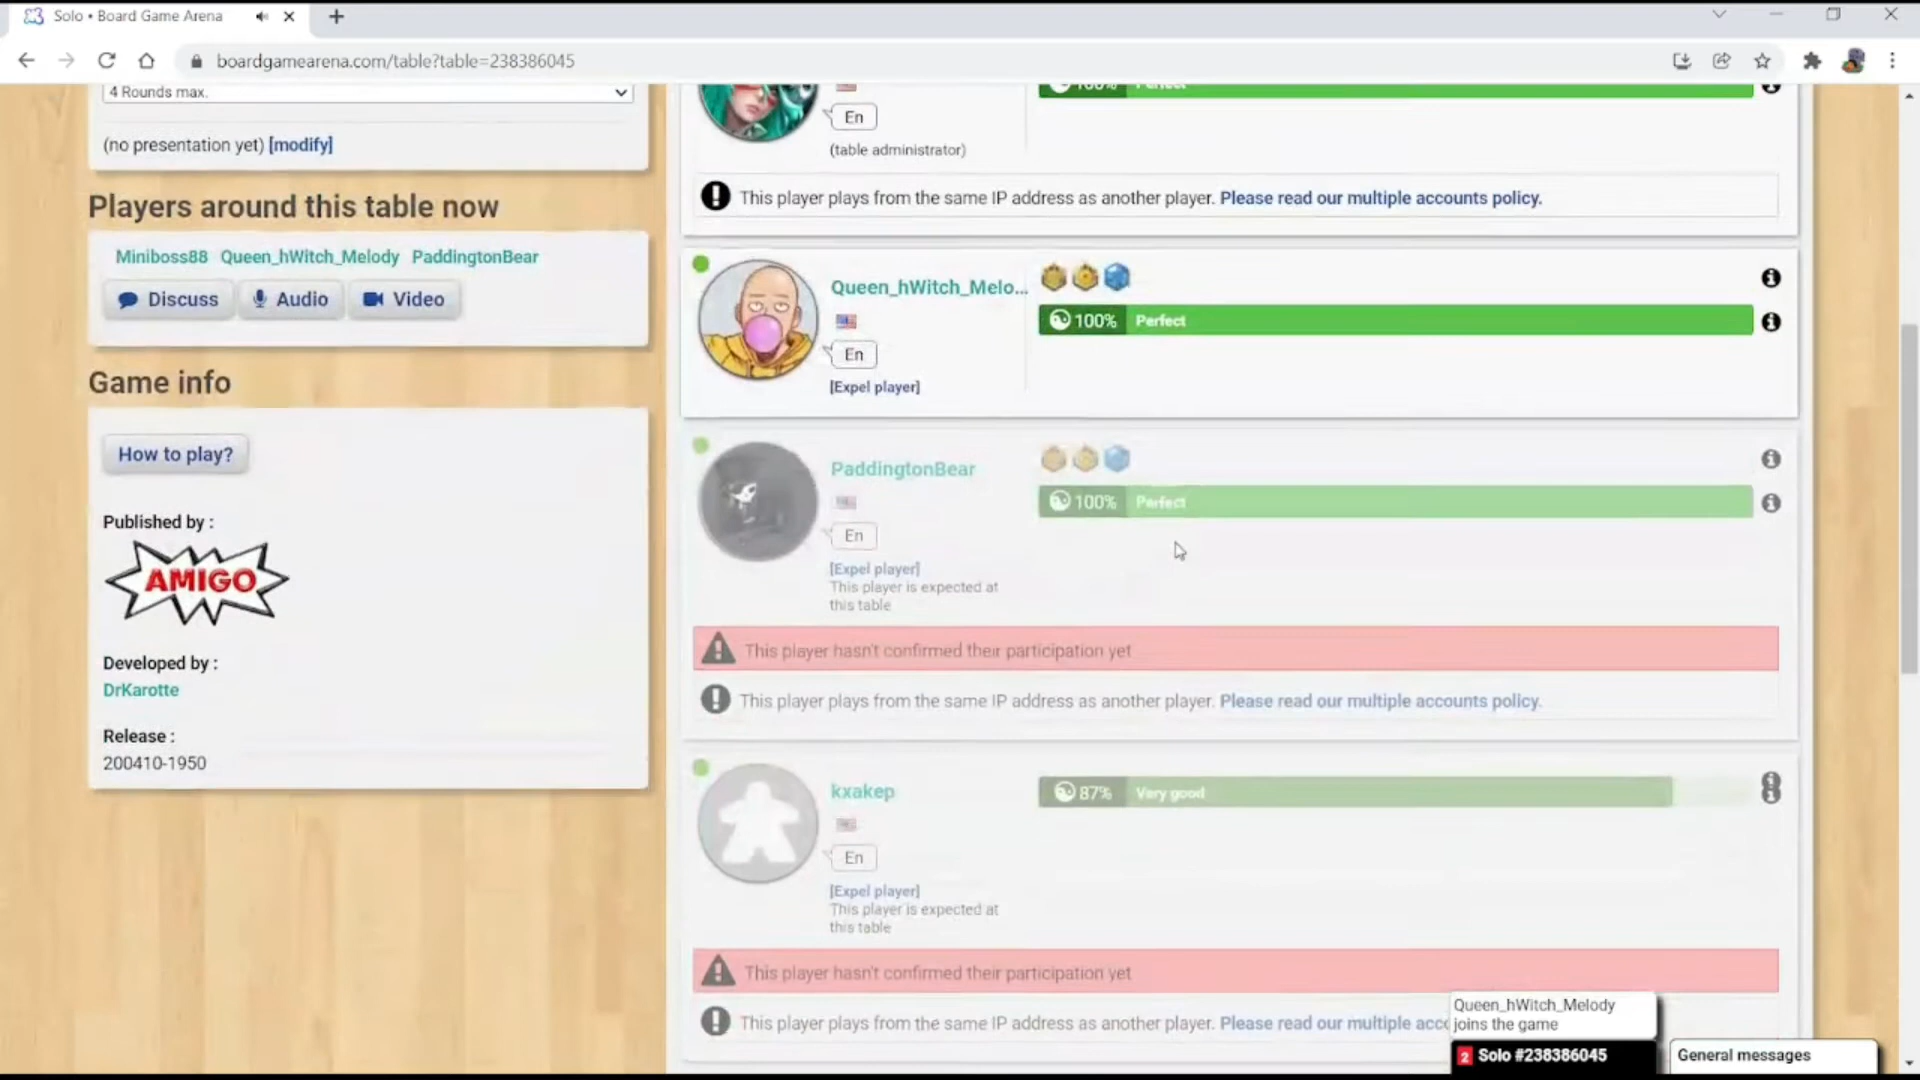 Solo • Board Game Arena
boardgamearena.com/table?table=238386045
4 Rounds max.
(no presentation yet) [modify]
Players around this table now
Miniboss88 Queen_hWitch_Melody PaddingtonBear
Discuss
Audio
Video
Game info
How to play?
Published by :
AMIGO
Developed by :
DrKarotte
Release :
200410-1950
100% Perfect
En
(table administrator)
This player plays from the same IP address as another player. Please read our multiple accounts policy.
Queen_hWitch_Melo...
100% Perfect
En
[Expel player]
PaddingtonBear
100% Perfect
En
[Expel player]
This player is expected at
this table
This player hasn't confirmed their participation yet
This player plays from the same IP address as another player. Please read our multiple accounts policy.
kxakep
87% Very good
En
[Expel player]
This player is expected at
this table
This player hasn't confirmed their participation yet
This player plays from the same IP address as another player. Please read our multiple acc
Queen_hWitch_Melody
joins the game
2 Solo #238386045
General messages